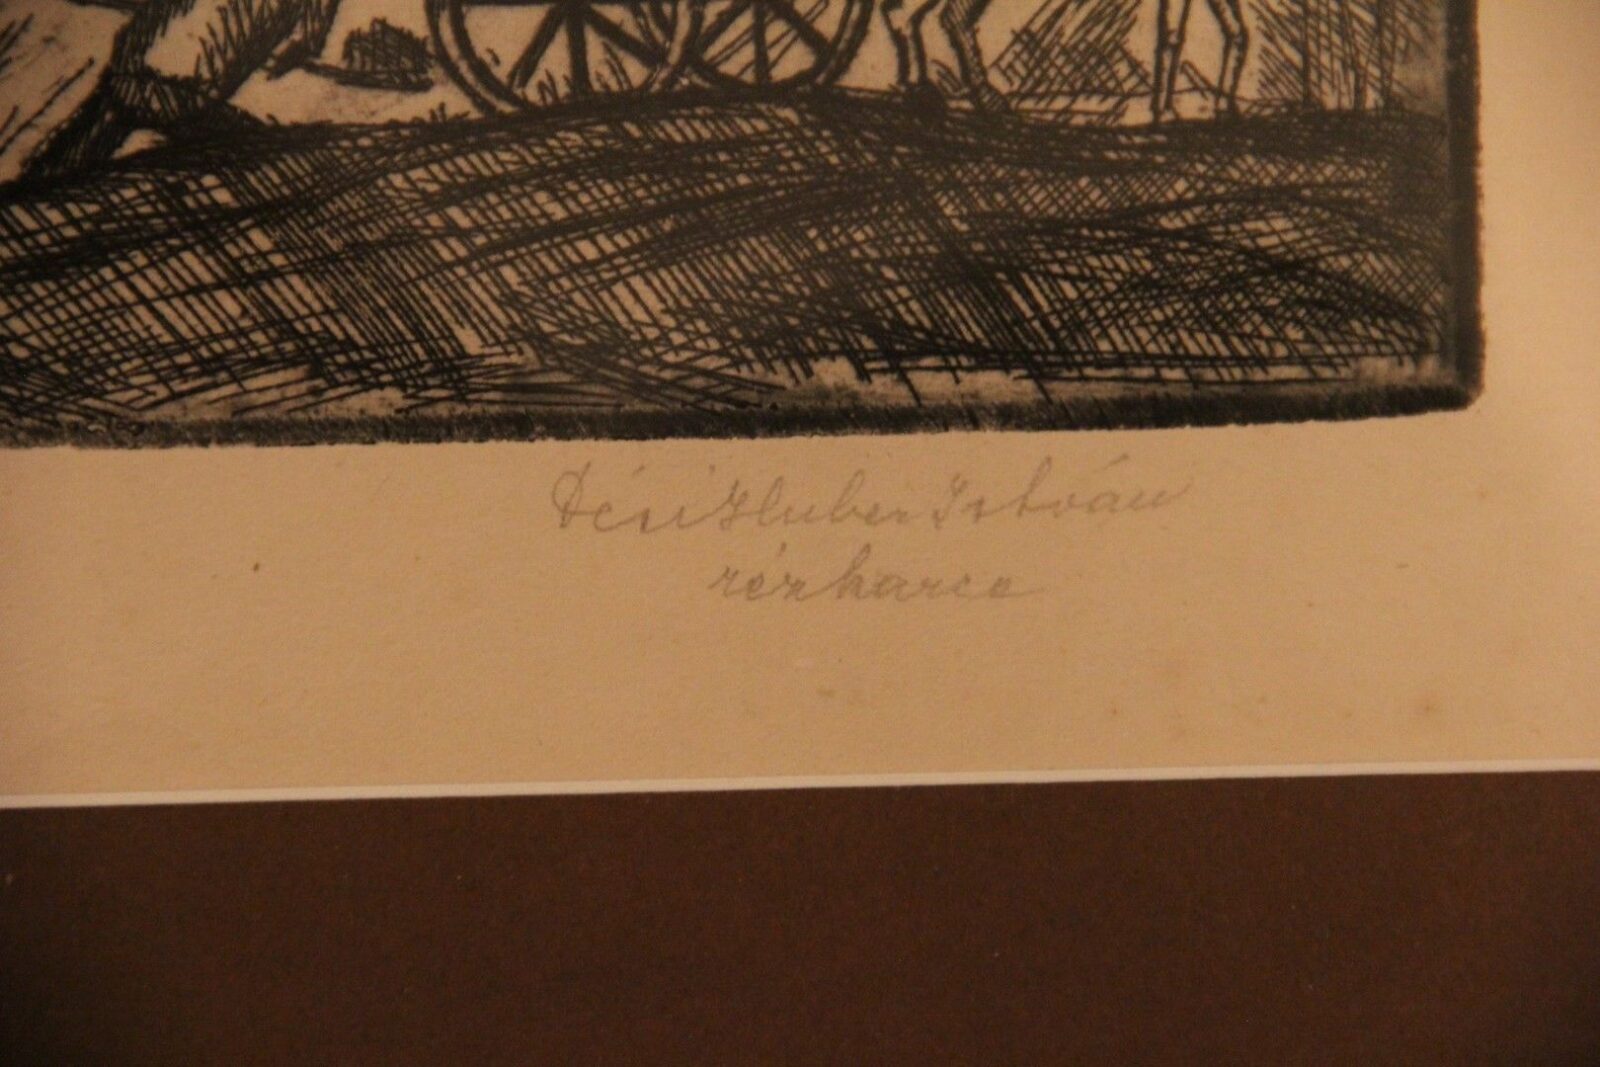 Dési Huber István
rézkarc